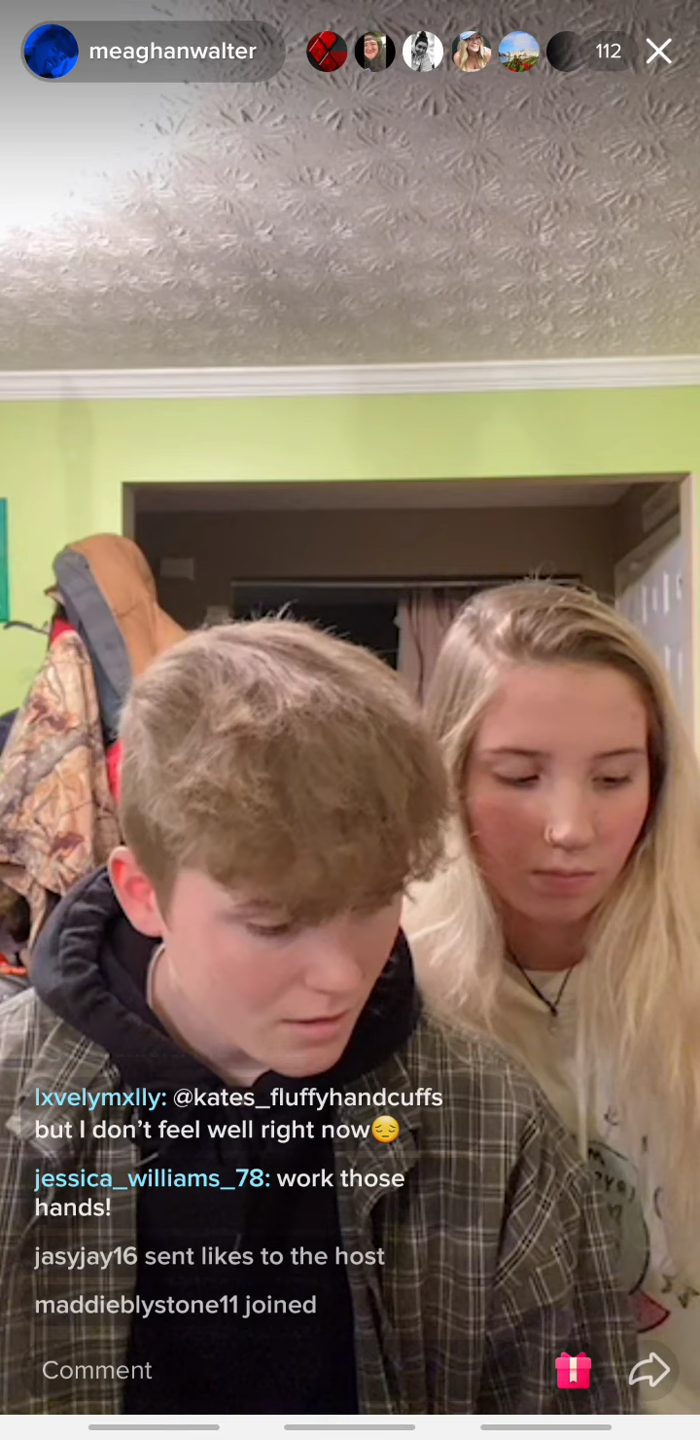 meaghanwalter
112
lxvelymxlly: @kates_fluffyhandcuffs
but I don’t feel well right now😔
jessica_williams_78: work those
hands!
jasyjay16 sent likes to the host
maddieblystone11 joined
Comment